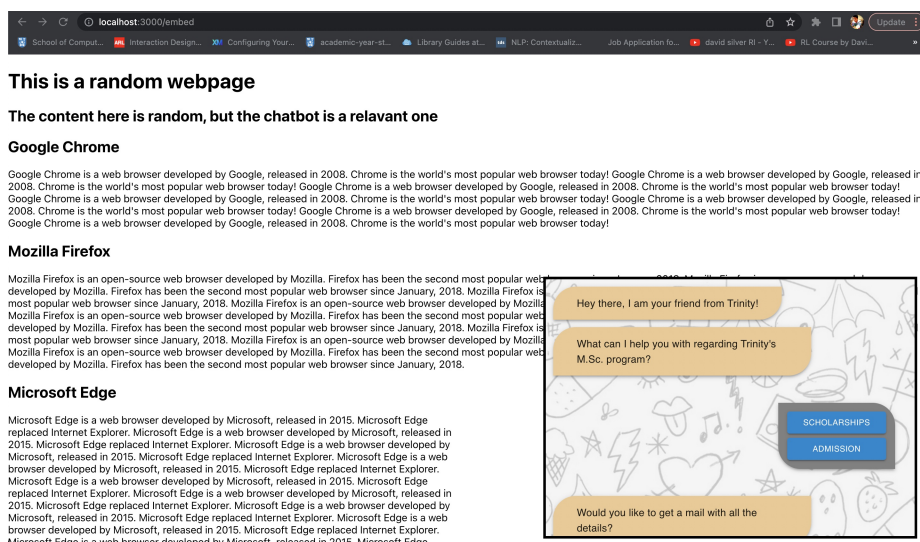 localhost:3000/embed
Update
School of Comput...
Interaction Design...
Configuring Your...
academic-year-st...
Library Guides at...
NLP: Contextualiz...
Job Application fo...
david silver RI - Y...
RL Course by Davi...
»
This is a random webpage
The content here is random, but the chatbot is a relavant one
Google Chrome
Google Chrome is a web browser developed by Google, released in 2008. Chrome is the world's most popular web browser today! Google Chrome is a web browser developed by Google, released in
2008. Chrome is the world's most popular web browser today! Google Chrome is a web browser developed by Google, released in 2008. Chrome is the world's most popular web browser today!
Google Chrome is a web browser developed by Google, released in 2008. Chrome is the world's most popular web browser today! Google Chrome is a web browser developed by Google, released in
2008. Chrome is the world's most popular web browser today! Google Chrome is a web browser developed by Google, released in 2008. Chrome is the world's most popular web browser today!
Google Chrome is a web browser developed by Google, released in 2008. Chrome is the world's most popular web browser today!
Mozilla Firefox
Mozilla Firefox is an open-source web browser developed by Mozilla. Firefox has been the second most popular web
developed by Mozilla. Firefox has been the second most popular web browser since January, 2018. Mozilla Firefox is
most popular web browser since January, 2018. Mozilla Firefox is an open-source web browser developed by Mozilla
Mozilla Firefox is an open-source web browser developed by Mozilla. Firefox has been the second most popular web
developed by Mozilla. Firefox has been the second most popular web browser since January, 2018. Mozilla Firefox is
most popular web browser since January, 2018. Mozilla Firefox is an open-source web browser developed by Mozilla
Mozilla Firefox is an open-source web browser developed by Mozilla. Firefox has been the second most popular web
developed by Mozilla. Firefox has been the second most popular web browser since January, 2018.
Microsoft Edge
Microsoft Edge is a web browser developed by Microsoft, released in 2015. Microsoft Edge
replaced Internet Explorer. Microsoft Edge is a web browser developed by Microsoft, released in
2015. Microsoft Edge replaced Internet Explorer. Microsoft Edge is a web browser developed by
Microsoft, released in 2015. Microsoft Edge replaced Internet Explorer. Microsoft Edge is a web
browser developed by Microsoft, released in 2015. Microsoft Edge replaced Internet Explorer.
Microsoft Edge is a web browser developed by Microsoft, released in 2015. Microsoft Edge
replaced Internet Explorer. Microsoft Edge is a web browser developed by Microsoft, released in
2015. Microsoft Edge replaced Internet Explorer. Microsoft Edge is a web browser developed by
Microsoft, released in 2015. Microsoft Edge replaced Internet Explorer. Microsoft Edge is a web
browser developed by Microsoft, released in 2015. Microsoft Edge replaced Internet Explorer.
Microsoft Edge is a web browser developed by Microsoft, released in 2015. Microsoft Edge
Hey there, I am your friend from Trinity!
What can I help you with regarding Trinity's
M.Sc. program?
SCHOLARSHIPS
ADMISSION
Would you like to get a mail with all the
details?